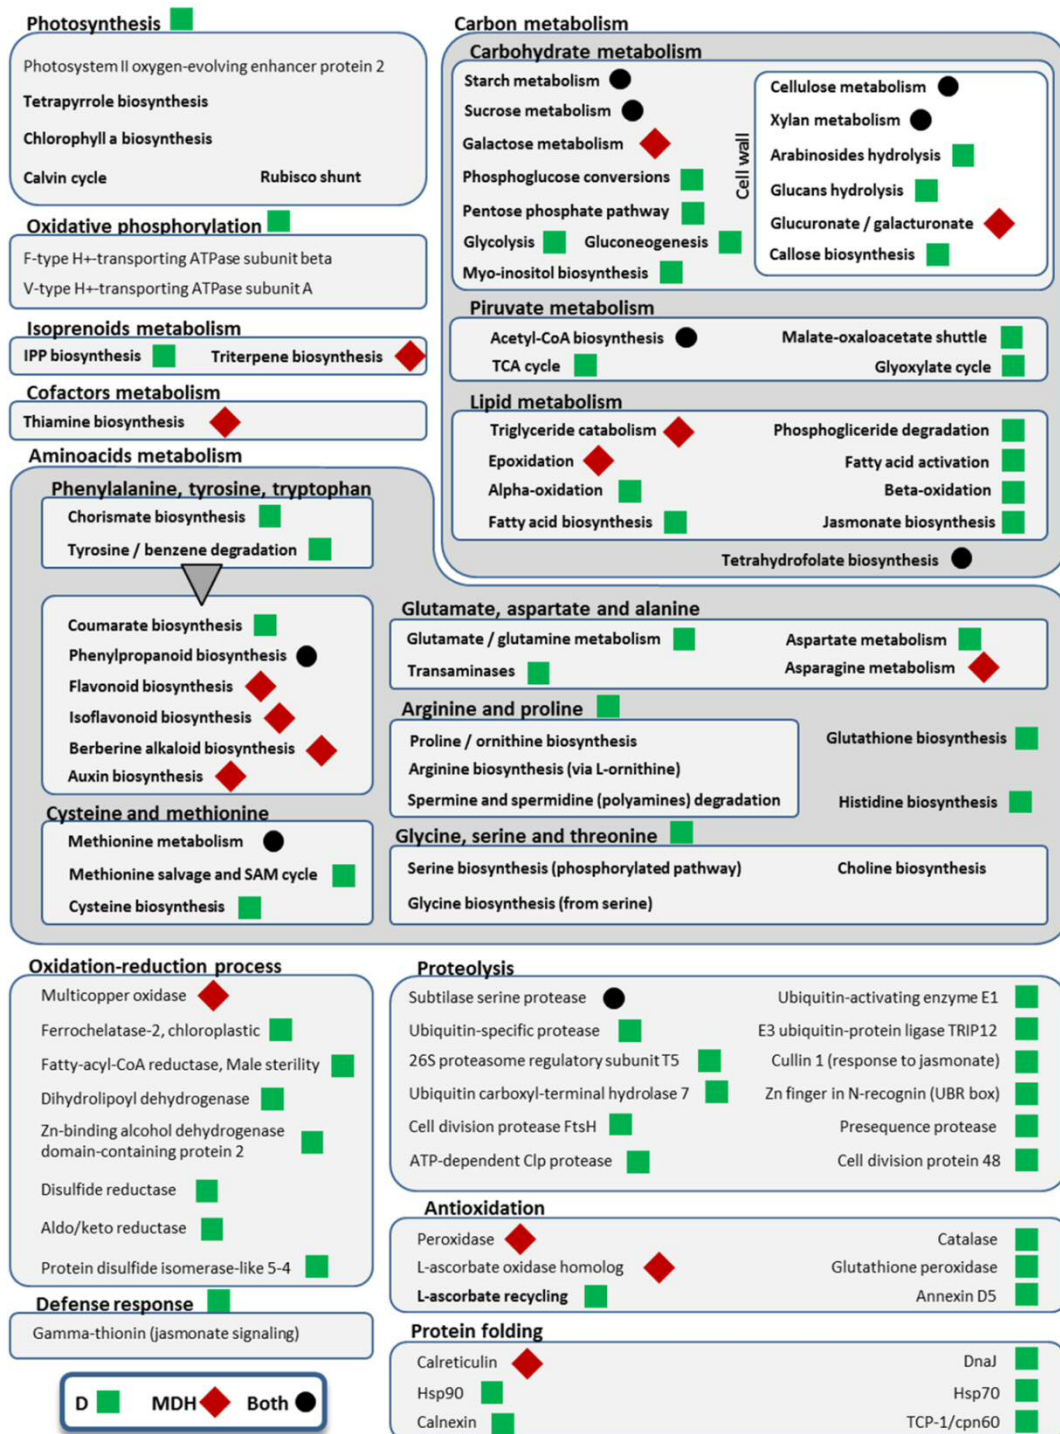 Photosynthesis
Photosystem II oxygen-evolving enhancer protein 2
Tetrapyrrole biosynthesis
Chlorophyll a biosynthesis
Calvin cycle Rubisco shunt
Oxidative phosphorylation
F-type H+-transporting ATPase subunit beta
V-type H+-transporting ATPase subunit A
Isoprenoids metabolism
IPP biosynthesis Triterpene biosynthesis
Cofactors metabolism
Thiamine biosynthesis
Carbon metabolism
Carbohydrate metabolism
Starch metabolism
Sucrose metabolism
Galactose metabolism
Phosphoglucose conversions
Pentose phosphate pathway
Glycolysis Gluconeogenesis
Myo-inositol biosynthesis
Cell wall
Cellulose metabolism
Xylan metabolism
Arabinosides hydrolysis
Glucans hydrolysis
Glucuronate / galacturonate
Callose biosynthesis
Piruvate metabolism
Acetyl-CoA biosynthesis Malate-oxaloacetate shuttle
TCA cycle Glyoxylate cycle
Lipid metabolism
Triglyceride catabolism Phosphogliceride degradation
Epoxidation Fatty acid activation
Alpha-oxidation Beta-oxidation
Fatty acid biosynthesis Jasmonate biosynthesis
Tetrahydrofolate biosynthesis
Aminoacids metabolism
Phenylalanine, tyrosine, tryptophan
Chorismate biosynthesis
Tyrosine / benzene degradation
Coumarate biosynthesis
Phenylpropanoid biosynthesis
Flavonoid biosynthesis
Isoflavonoid biosynthesis
Berberine alkaloid biosynthesis
Auxin biosynthesis
Cysteine and methionine
Methionine metabolism
Methionine salvage and SAM cycle
Cysteine biosynthesis
Glutamate, aspartate and alanine
Glutamate / glutamine metabolism Aspartate metabolism
Transaminases Asparagine metabolism
Arginine and proline
Proline / ornithine biosynthesis
Arginine biosynthesis (via L-ornithine)
Spermine and spermidine (polyamines) degradation
Glutathione biosynthesis
Histidine biosynthesis
Glycine, serine and threonine
Serine biosynthesis (phosphorylated pathway) Choline biosynthesis
Glycine biosynthesis (from serine)
Oxidation-reduction process
Multicopper oxidase
Ferrochelatase-2, chloroplastic
Fatty-acyl-CoA reductase, Male sterility
Dihydrolipoyl dehydrogenase
Zn-binding alcohol dehydrogenase
domain-containing protein 2
Disulfide reductase
Aldo/keto reductase
Protein disulfide isomerase-like 5-4
Defense response
Gamma-thionin (jasmonate signaling)
Proteolysis
Subtilase serine protease Ubiquitin-activating enzyme E1
Ubiquitin-specific protease E3 ubiquitin-protein ligase TRIP12
26S proteasome regulatory subunit T5 Cullin 1 (response to jasmonate)
Ubiquitin carboxyl-terminal hydrolase 7 Zn finger in N-recognin (UBR box)
Cell division protease FtsH Presequence protease
ATP-dependent Clp protease Cell division protein 48
Antioxidation
Peroxidase Catalase
L-ascorbate oxidase homolog Glutathione peroxidase
L-ascorbate recycling Annexin D5
Protein folding
Calreticulin DnaJ
Hsp90 Hsp70
Calnexin TCP-1/cpn60
D MDH Both